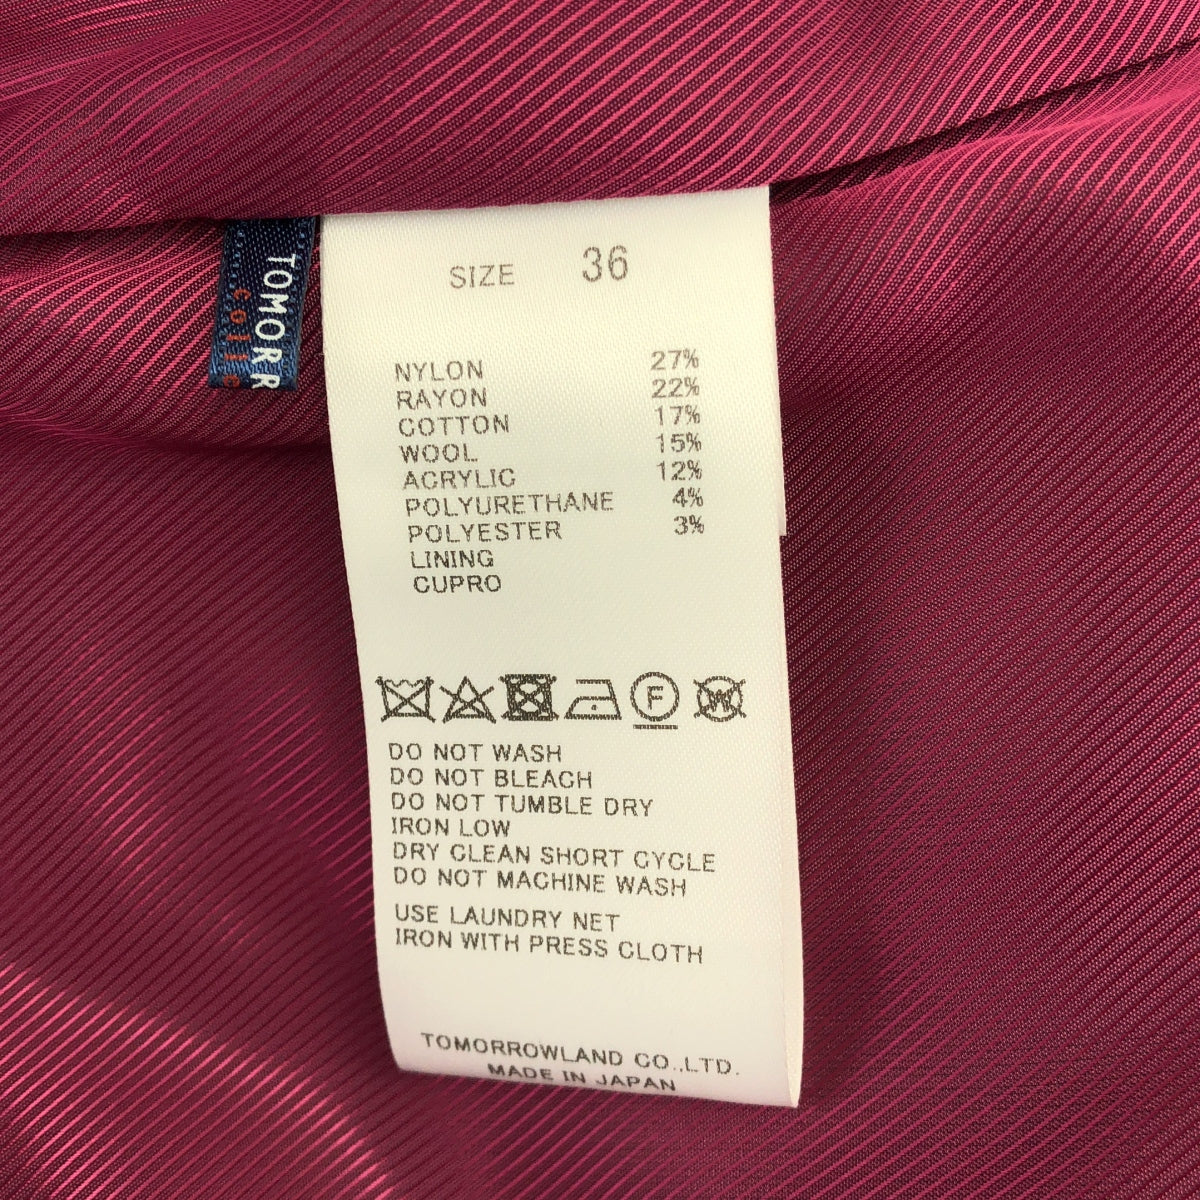 SIZE 36
NYLON 27%
RAYON 22%
COTTON 17%
WOOL 15%
ACRYLIC 12%
POLYURETHANE 4%
POLYESTER 3%
LINING
CUPRO
F W
DO NOT WASH
DO NOT BLEACH
DO NOT TUMBLE DRY
IRON LOW
DRY CLEAN SHORT CYCLE
DO NOT MACHINE WASH
USE LAUNDRY NET
IRON WITH PRESS CLOTH
TOMORROWLAND CO.,LTD.
MADE IN JAPAN
TOMORR
coll